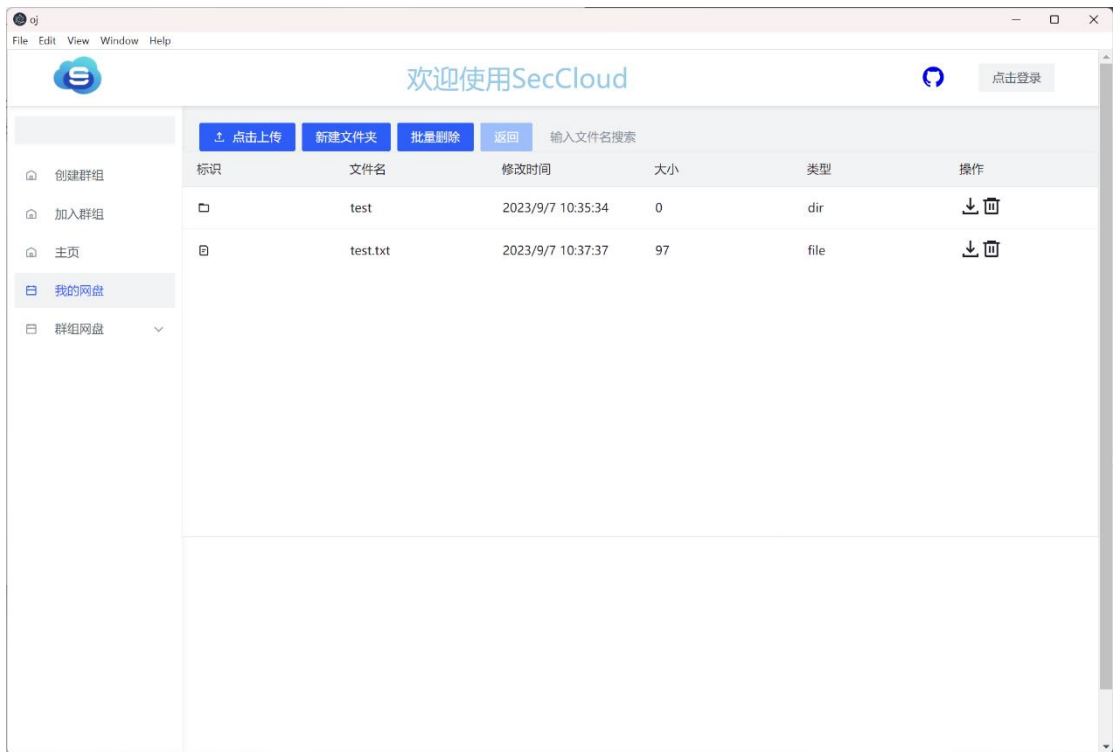 oj
File Edit View Window Help
S
欢迎使用SecCloud
点击登录
点击上传 新建文件夹 批量删除 返回 输入文件名搜索
标识 文件名 修改时间 大小 类型 操作
创建群组
加入群组
主页
我的网盘
群组网盘
test 2023/9/7 10:35:34 0 dir
test.txt 2023/9/7 10:37:37 97 file